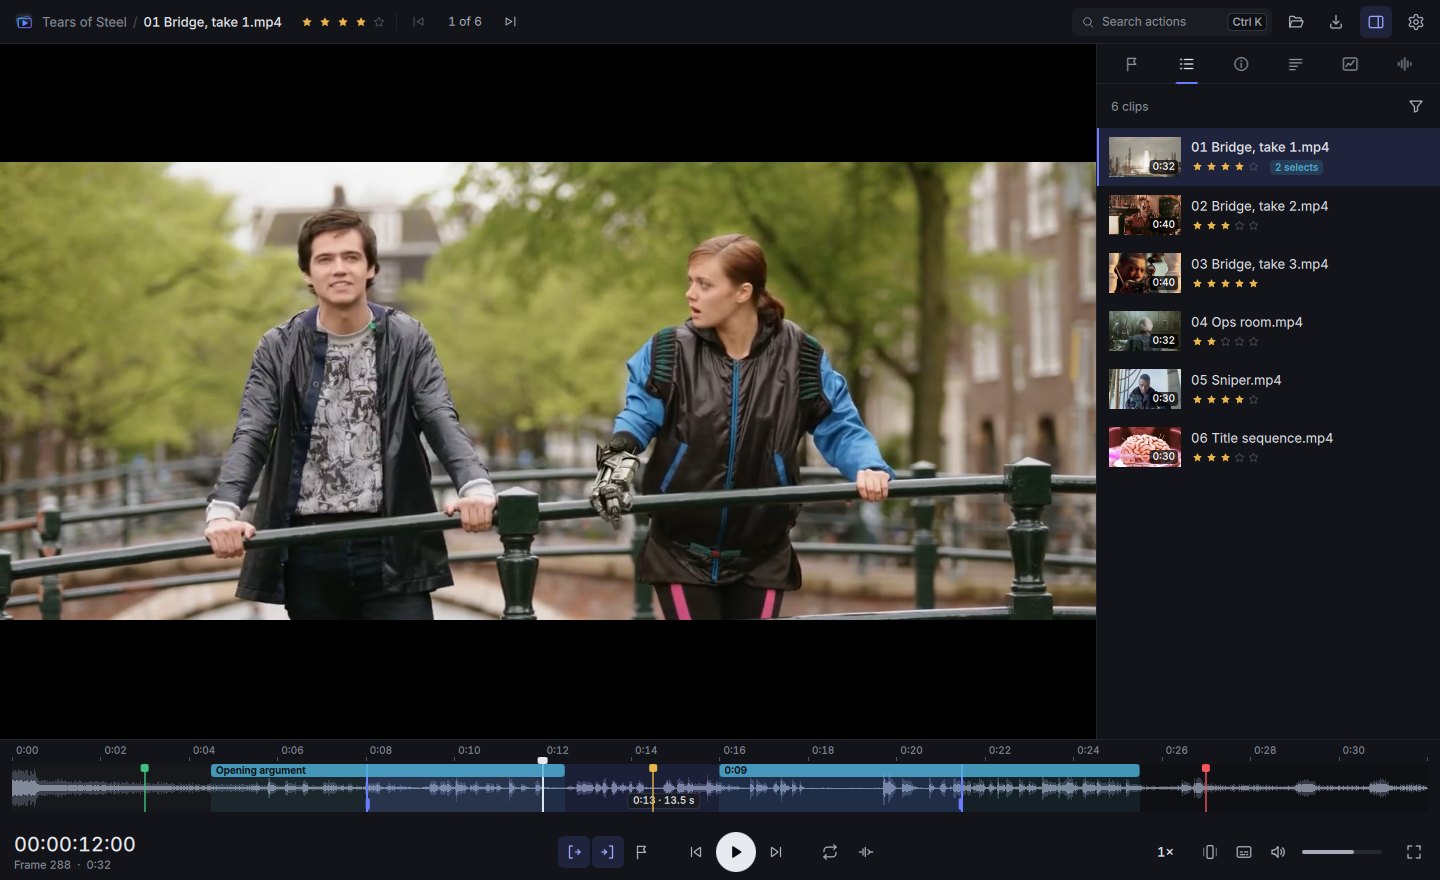 Tears of Steel / 01 Bridge, take 1.mp4
1 of 6
Search actions
Ctrl K
6 clips
0:32
01 Bridge, take 1.mp4
2 selects
0:40
02 Bridge, take 2.mp4
0:40
03 Bridge, take 3.mp4
0:32
04 Ops room.mp4
0:30
05 Sniper.mp4
0:30
06 Title sequence.mp4
0:00 0:02 0:04 0:06 0:08 0:10 0:12 0:14 0:16 0:18 0:20 0:22 0:24 0:26 0:28 0:30
Opening argument
0:09
0:13 · 13.5 s
00:00:12:00
Frame 288 · 0:32
1×